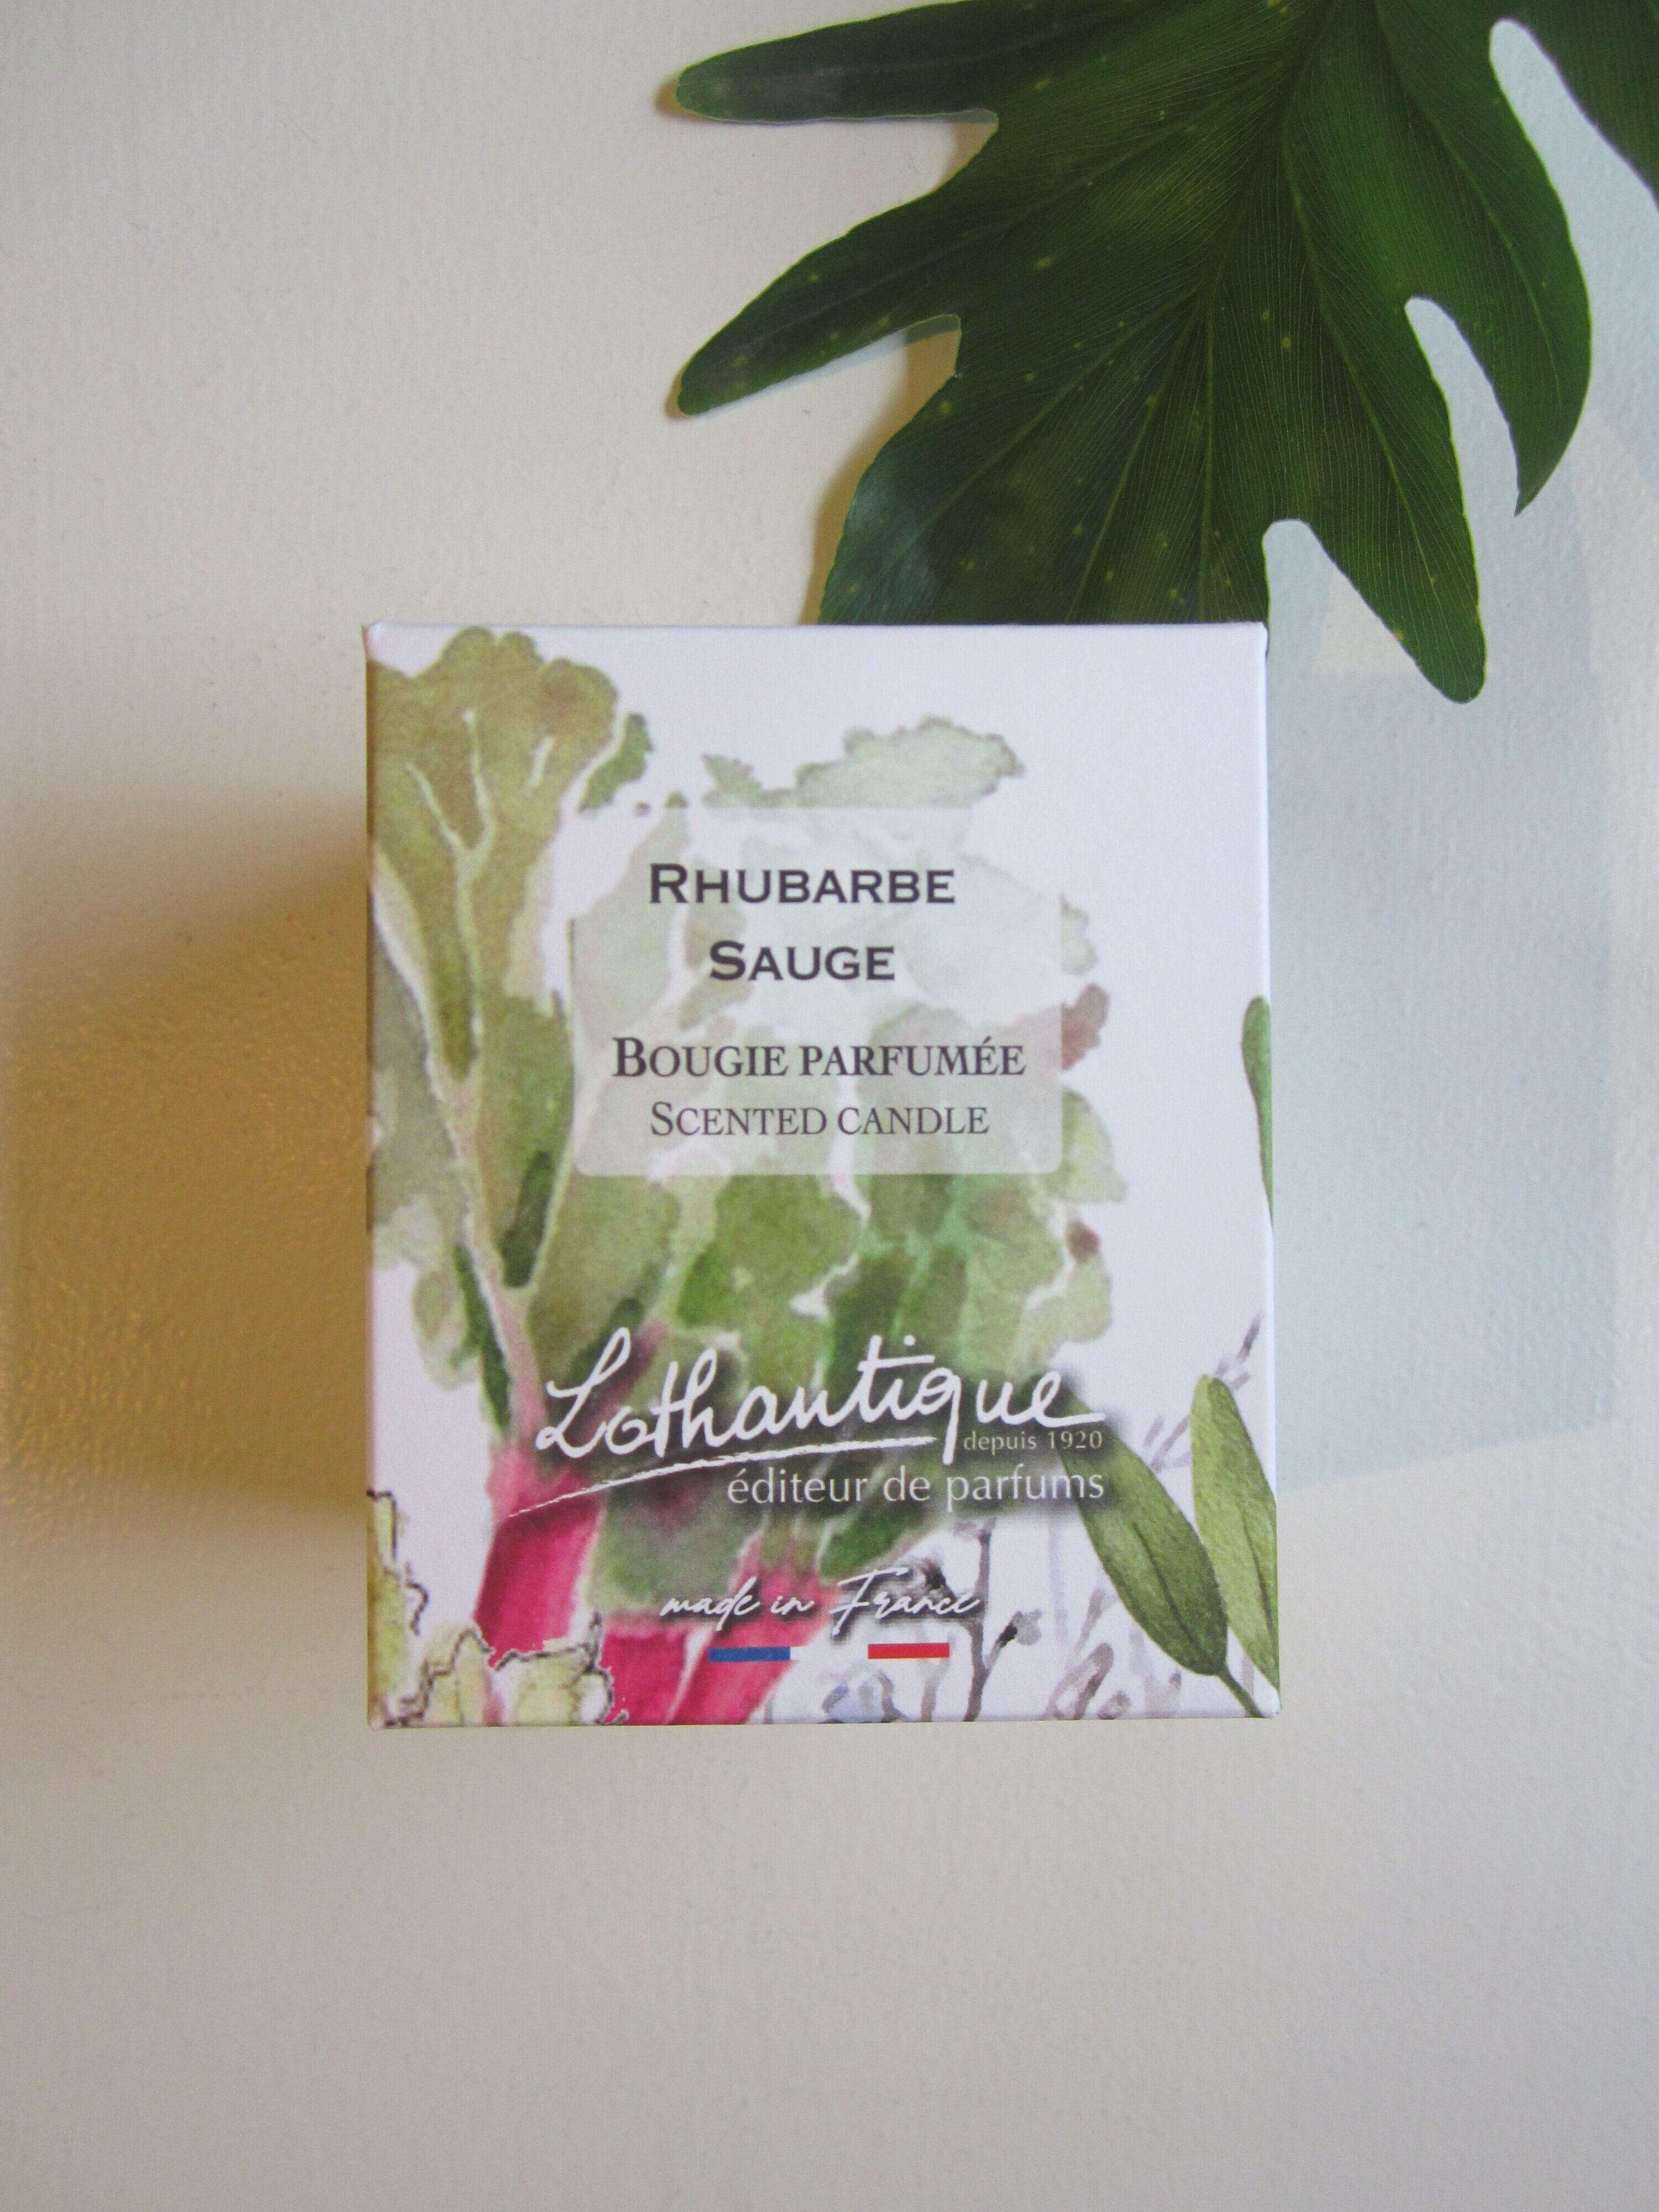 RHUBARBE
SAUGE
BOUGIE PARFUMÉE
SCENTED CANDLE
Lothantique
depuis 1920
éditeur de parfums
made in France